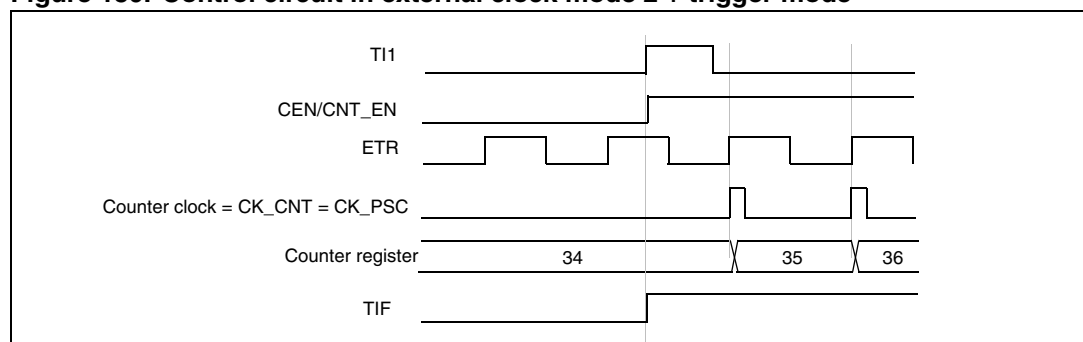 Figure Control circuit in external clock mode 2 + trigger mode
TI1
CEN/CNT_EN
ETR
Counter clock = CK_CNT = CK_PSC
Counter register 34 35 36
TIF